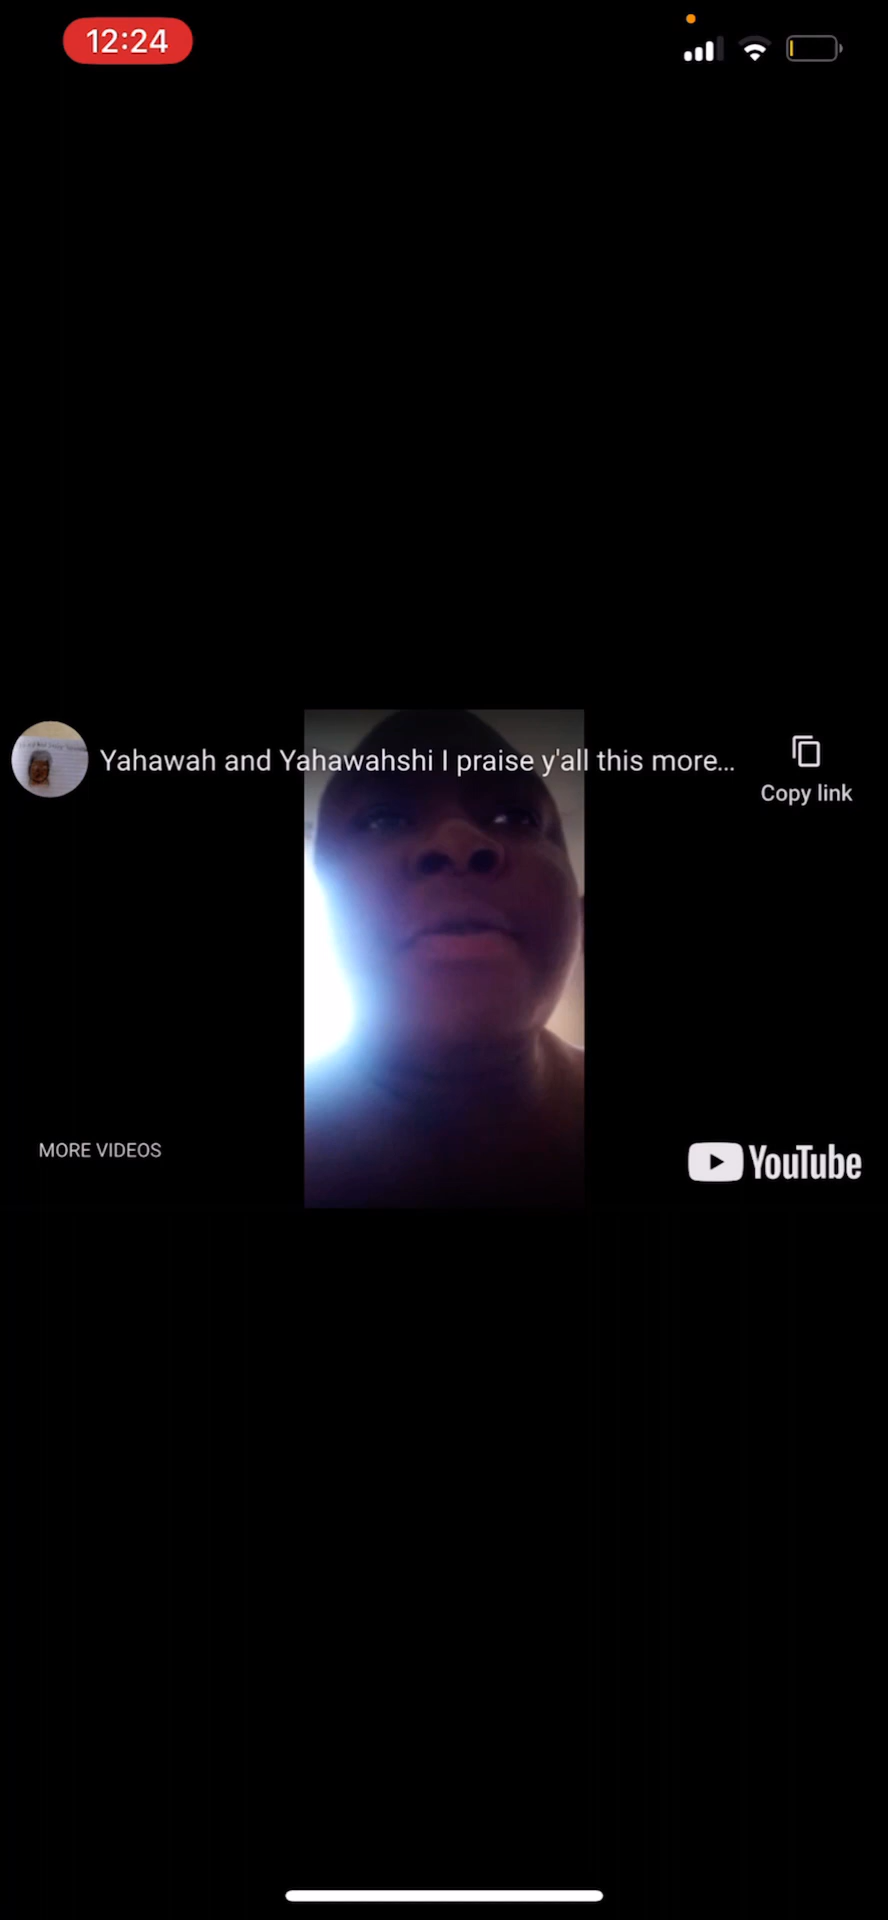 12:24
Yahawah and Yahawahshi I praise y'all this more...
Copy link
MORE VIDEOS
YouTube